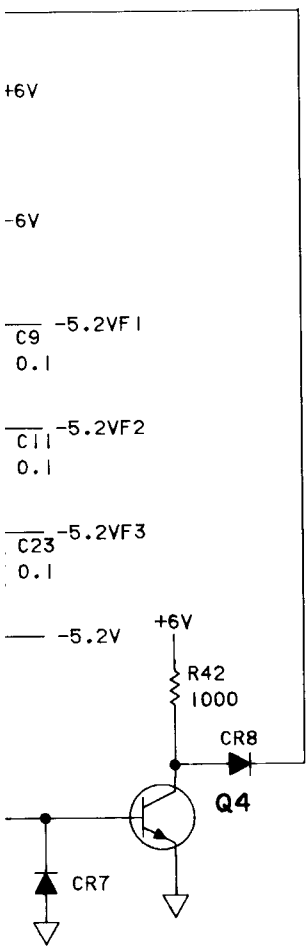 +6V
-6V
C9 -5.2VF1
0.1
C11 -5.2VF2
0.1
C23 -5.2VF3
0.1
-5.2V
+6V
R42
1000
CR8
Q4
CR7